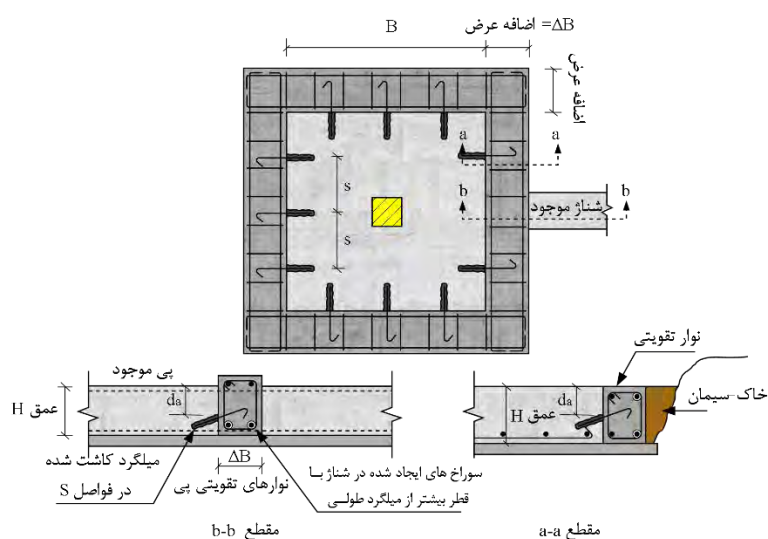 B
اضافه عرض =ΔB
اضافه عرض
a
a
b
b
s
s
شناژ موجود
پی موجود
عمق H
da
میلگرد کاشت شده
در فواصل S
ΔB
نوارهای تقویتی پی
سوراخ های ایجاد شده در شناژ بـا
قطر بیشتر از میلگرد طولـی
مقطع b-b
نوار تقویتی
خاک-سیمان
عمق H
da
مقطع a-a